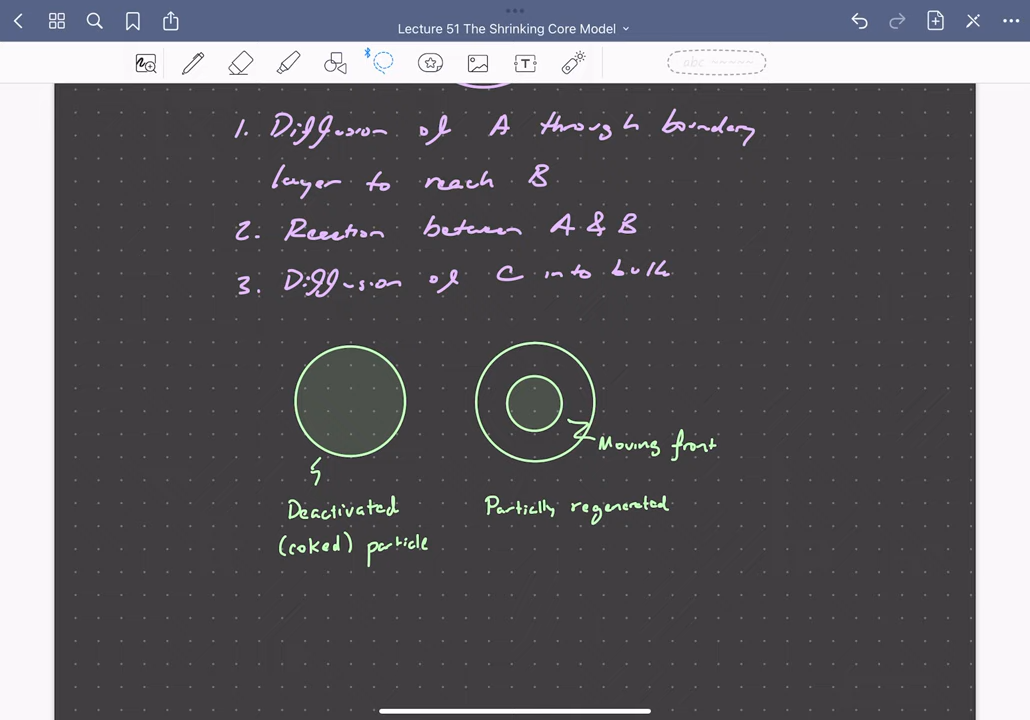 Lecture 51 The Shrinking Core Model
abc
T
1. Diffusion of A through boundary
layer to reach B
2. Reaction between A & B
3. Diffusion of C into bulk
Moving front
Deactivated
(coked) particle
Partially regenerated